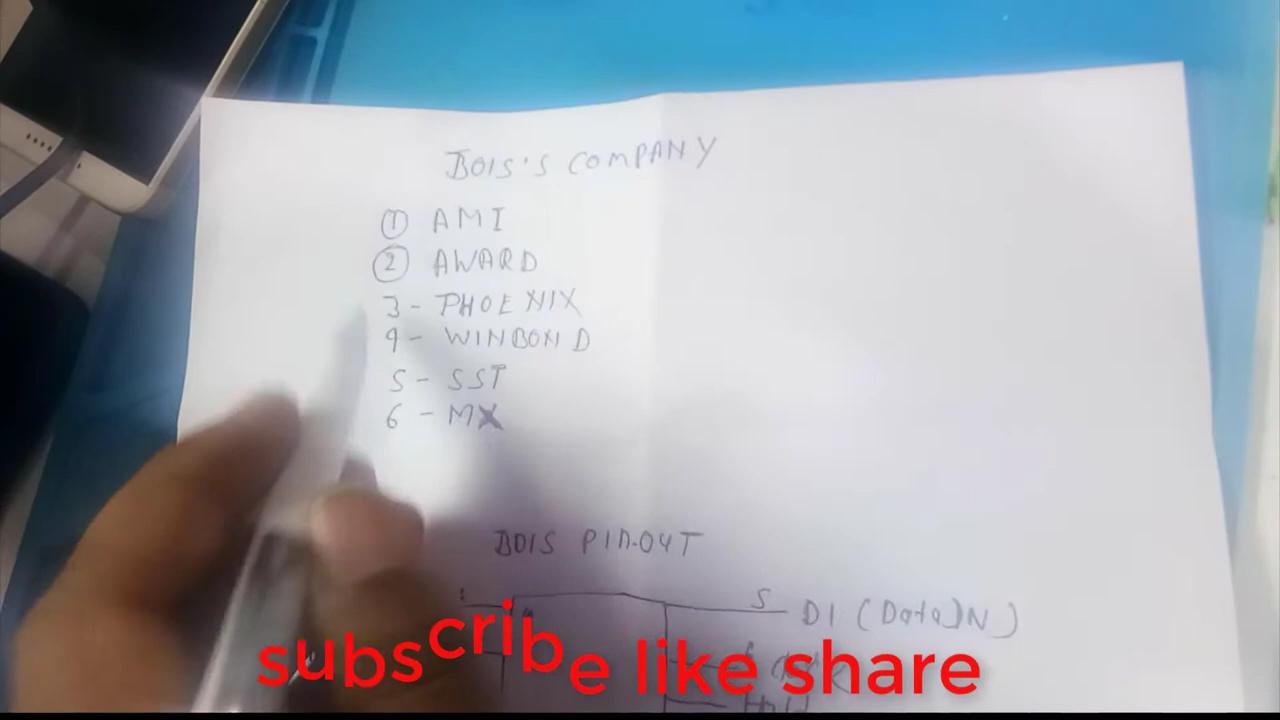 BOIS'S COMPANY
① AMI
② AWARD
3 - PHOENIX
4 - WINBOND
5 - SST
6 - MX
BOIS PIN-OUT
5 DI (Data IN)
Hold
subscribe like share